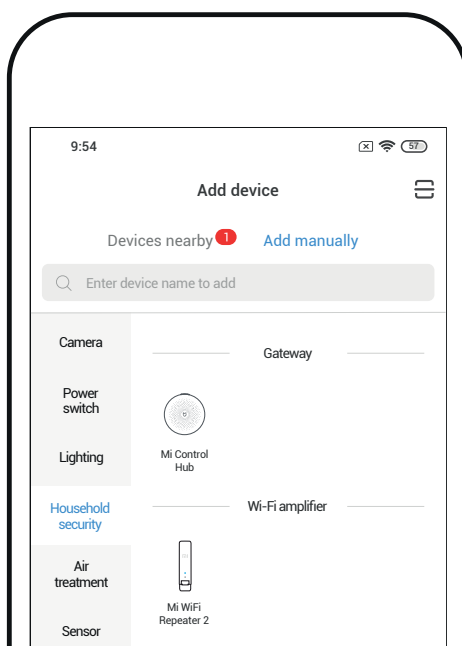 9:54
57
Add device
Devices nearby 1 Add manually
Enter device name to add
Camera
Power
switch
Lighting
Household
security
Air
treatment
Sensor
Gateway
Mi Control
Hub
Wi-Fi amplifier
Mi WiFi
Repeater 2